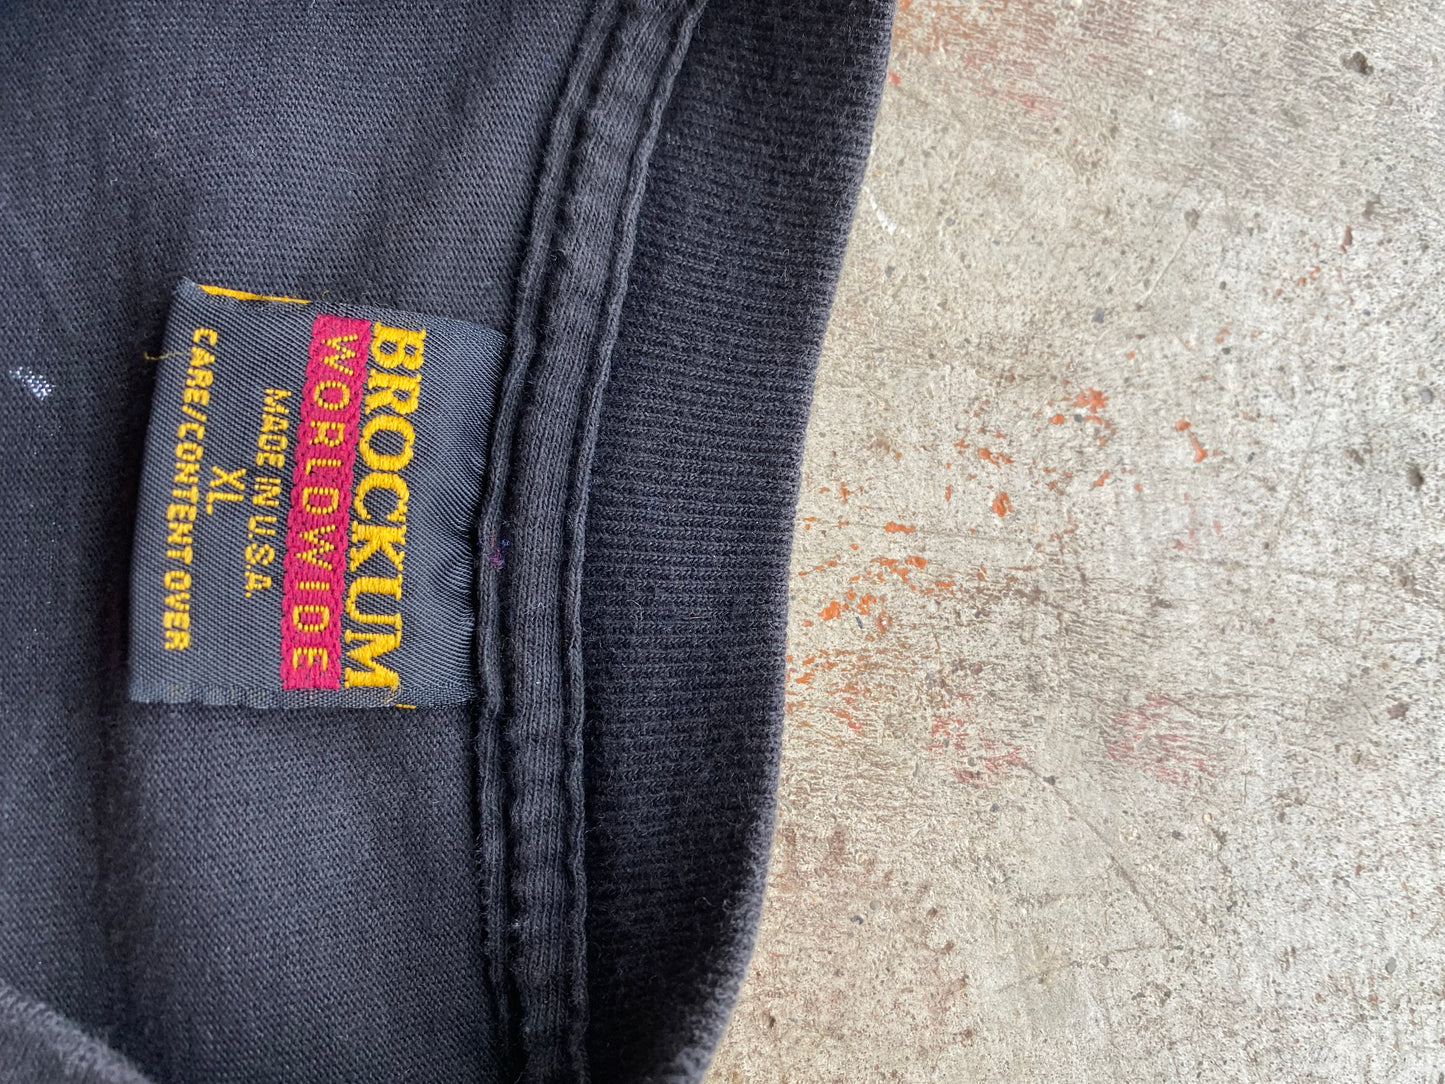 BROCKUM
WORLDWIDE
MADE IN U.S.A.
XL
CARE/CONTENT OVER